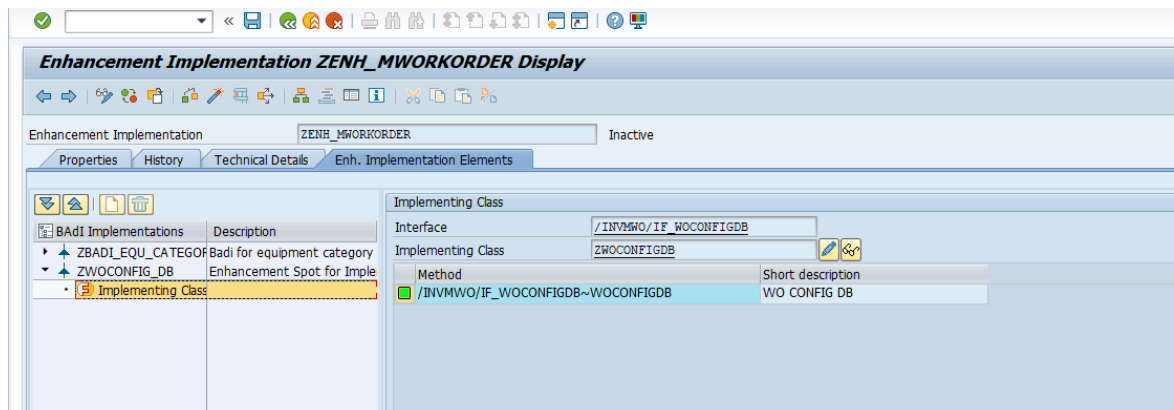 Enhancement Implementation ZENH_MWORKORDER Display
Enhancement Implementation ZENH_MWORKORDER Inactive
Properties History Technical Details Enh. Implementation Elements
Implementing Class
BAdI Implementations Description
Interface /INVMWO/IF_WOCONFIGDB
ZBADI_EQU_CATEGOR Badi for equipment category
Implementing Class ZWOCONFIGDB
ZWOCONFIG_DB Enhancement Spot for Imple
Method Short description
Implementing Class
/INVMWO/IF_WOCONFIGDB~WOCONFIGDB WO CONFIG DB